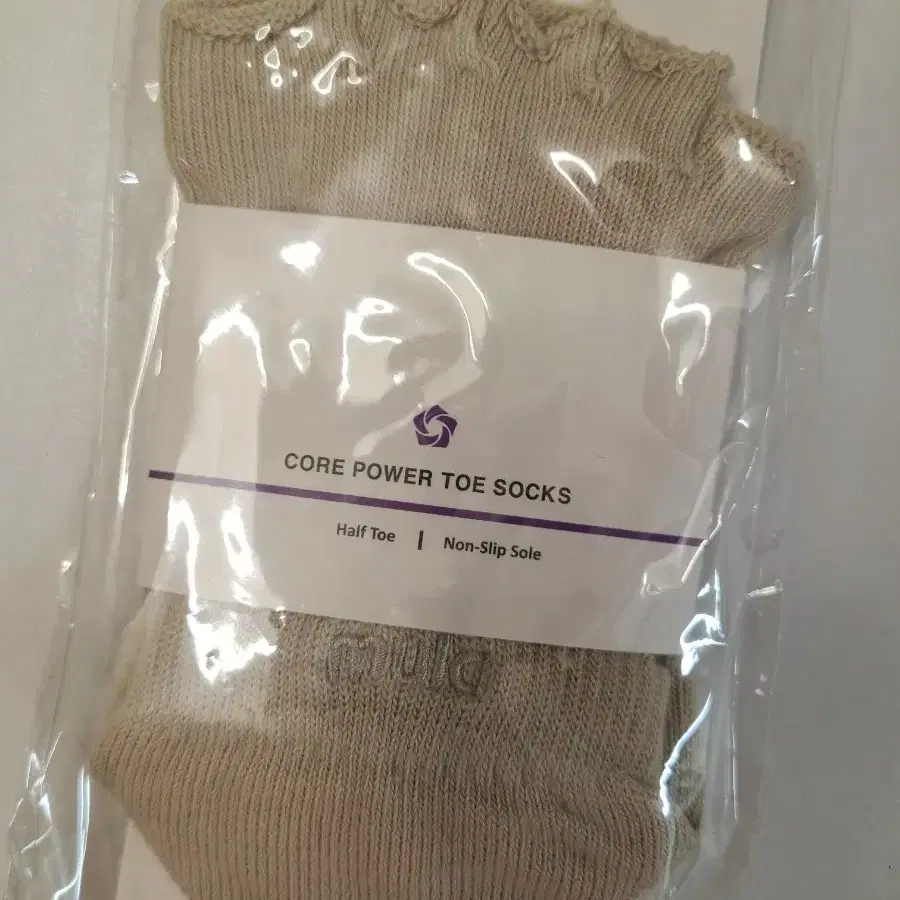 CORE POWER TOE SOCKS
Half Toe | Non-Slip Sole